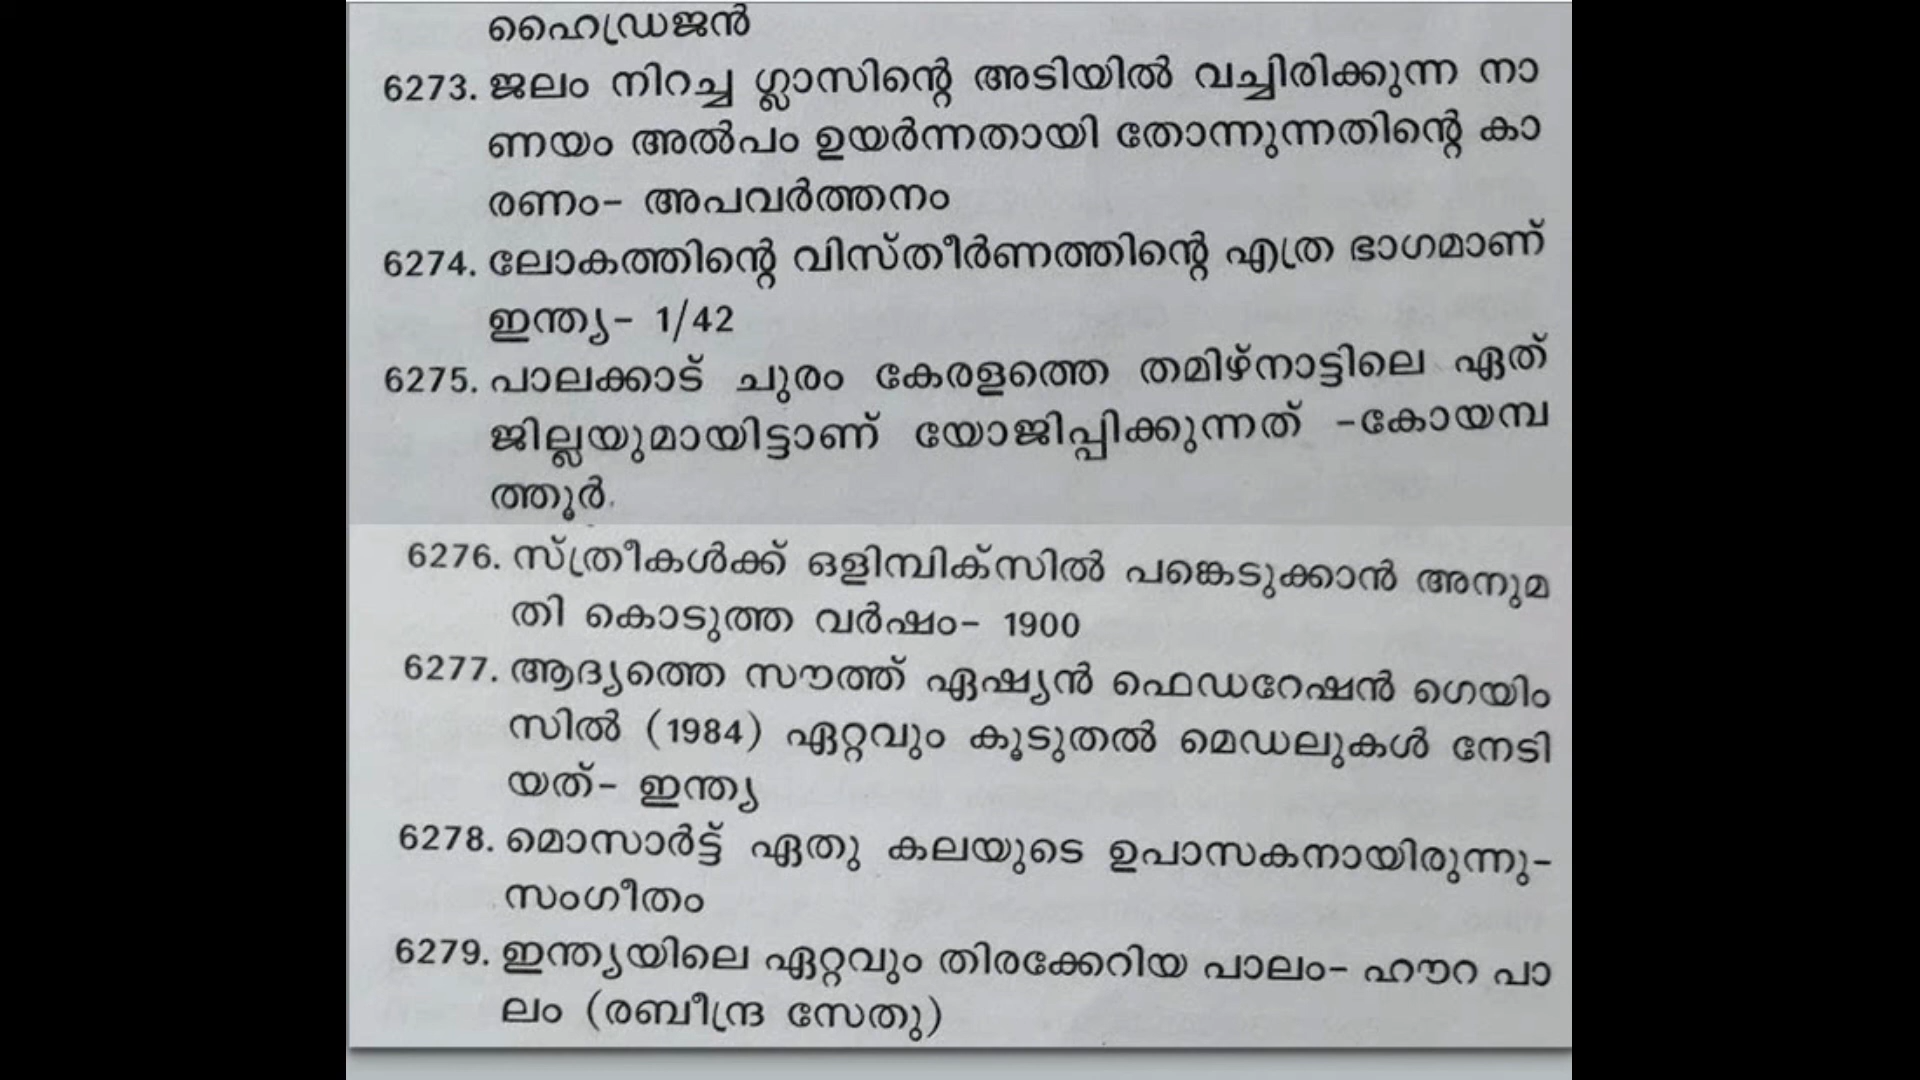 ഹൈഡ്രജൻ
6273. ജലം നിറച്ച ഗ്ലാസിന്റെ അടിയിൽ വച്ചിരിക്കുന്ന നാ
ണയം അൽപം ഉയർന്നതായി തോന്നുന്നതിന്റെ കാ
രണം- അപവർത്തനം
6274. ലോകത്തിന്റെ വിസ്തീർണത്തിന്റെ എത്ര ഭാഗമാണ്
ഇന്ത്യ- 1/42
6275. പാലക്കാട് ചുരം കേരളത്തെ തമിഴ്നാട്ടിലെ ഏത്
ജില്ലയുമായിട്ടാണ് യോജിപ്പിക്കുന്നത് -കോയമ്പ
ത്തൂർ.
6276. സ്ത്രീകൾക്ക് ഒളിമ്പിക്സിൽ പങ്കെടുക്കാൻ അനുമ
തി കൊടുത്ത വർഷം- 1900
6277. ആദ്യത്തെ സൗത്ത് ഏഷ്യൻ ഫെഡറേഷൻ ഗെയിം
സിൽ (1984) ഏറ്റവും കൂടുതൽ മെഡലുകൾ നേടി
യത്- ഇന്ത്യ
6278. മൊസാർട്ട് ഏതു കലയുടെ ഉപാസകനായിരുന്നു-
സംഗീതം
6279. ഇന്ത്യയിലെ ഏറ്റവും തിരക്കേറിയ പാലം- ഹൗറ പാ
ലം (രബീന്ദ്ര സേതു)